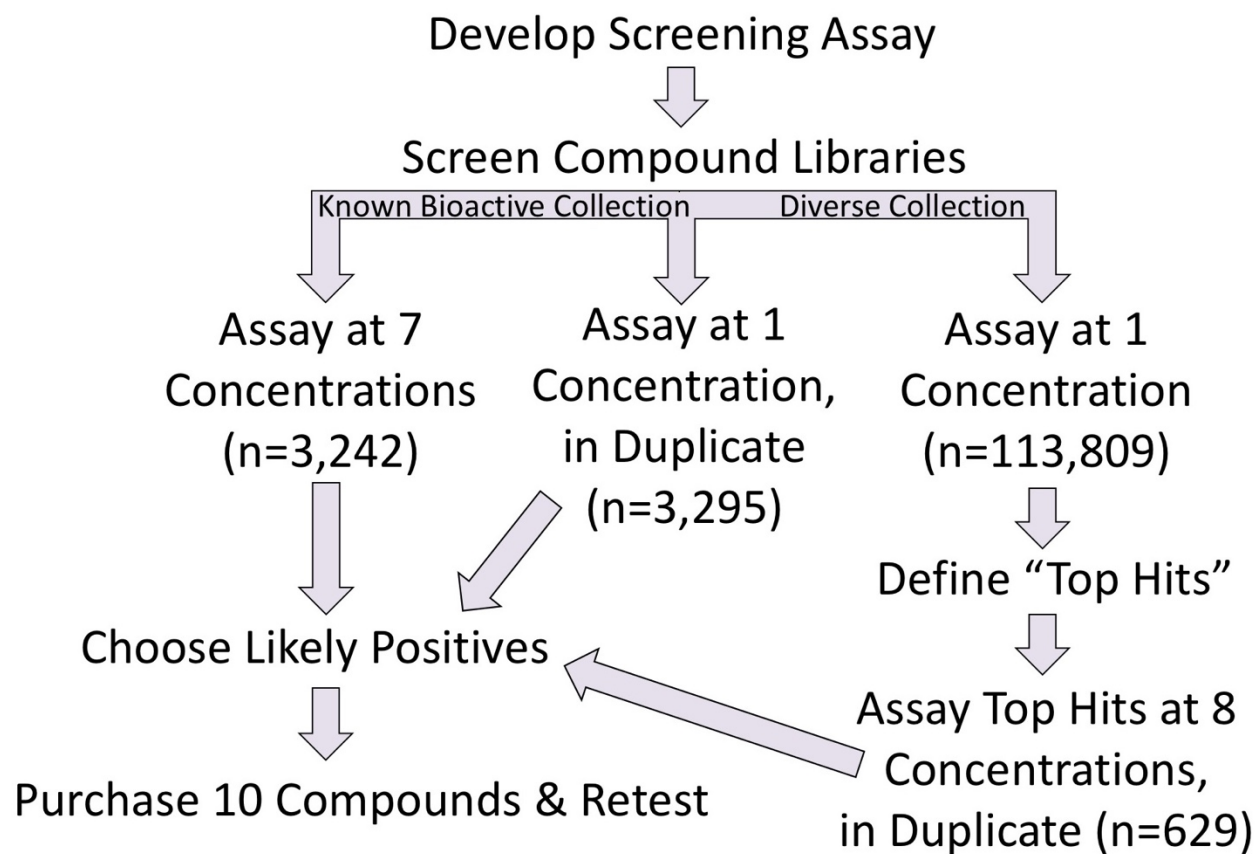 Develop Screening Assay
Screen Compound Libraries
Known Bioactive Collection
Diverse Collection
Assay at 7
Concentrations
(n=3,242)
Assay at 1
Concentration,
in Duplicate
(n=3,295)
Assay at 1
Concentration
(n=113,809)
Define “Top Hits”
Assay Top Hits at 8
Concentrations,
in Duplicate (n=629)
Choose Likely Positives
Purchase 10 Compounds & Retest